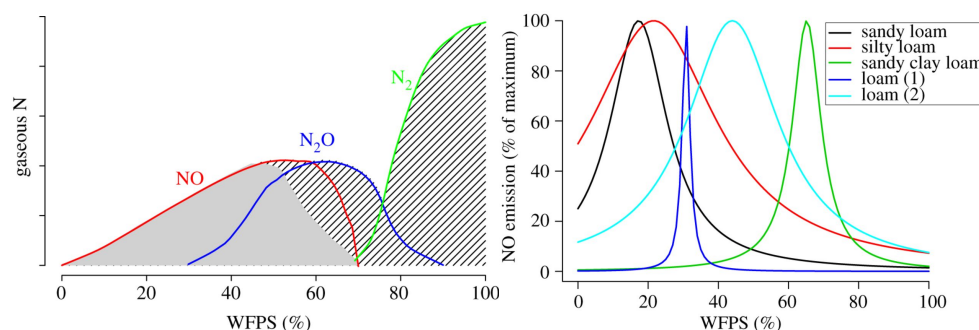 gaseous N
NO
N2O
N2
0
20
40
60
80
100
WFPS (%)
NO emission (% of maximum)
100
80
60
40
20
0
0
20
40
60
80
100
WFPS (%)
sandy loam
silty loam
sandy clay loam
loam (1)
loam (2)